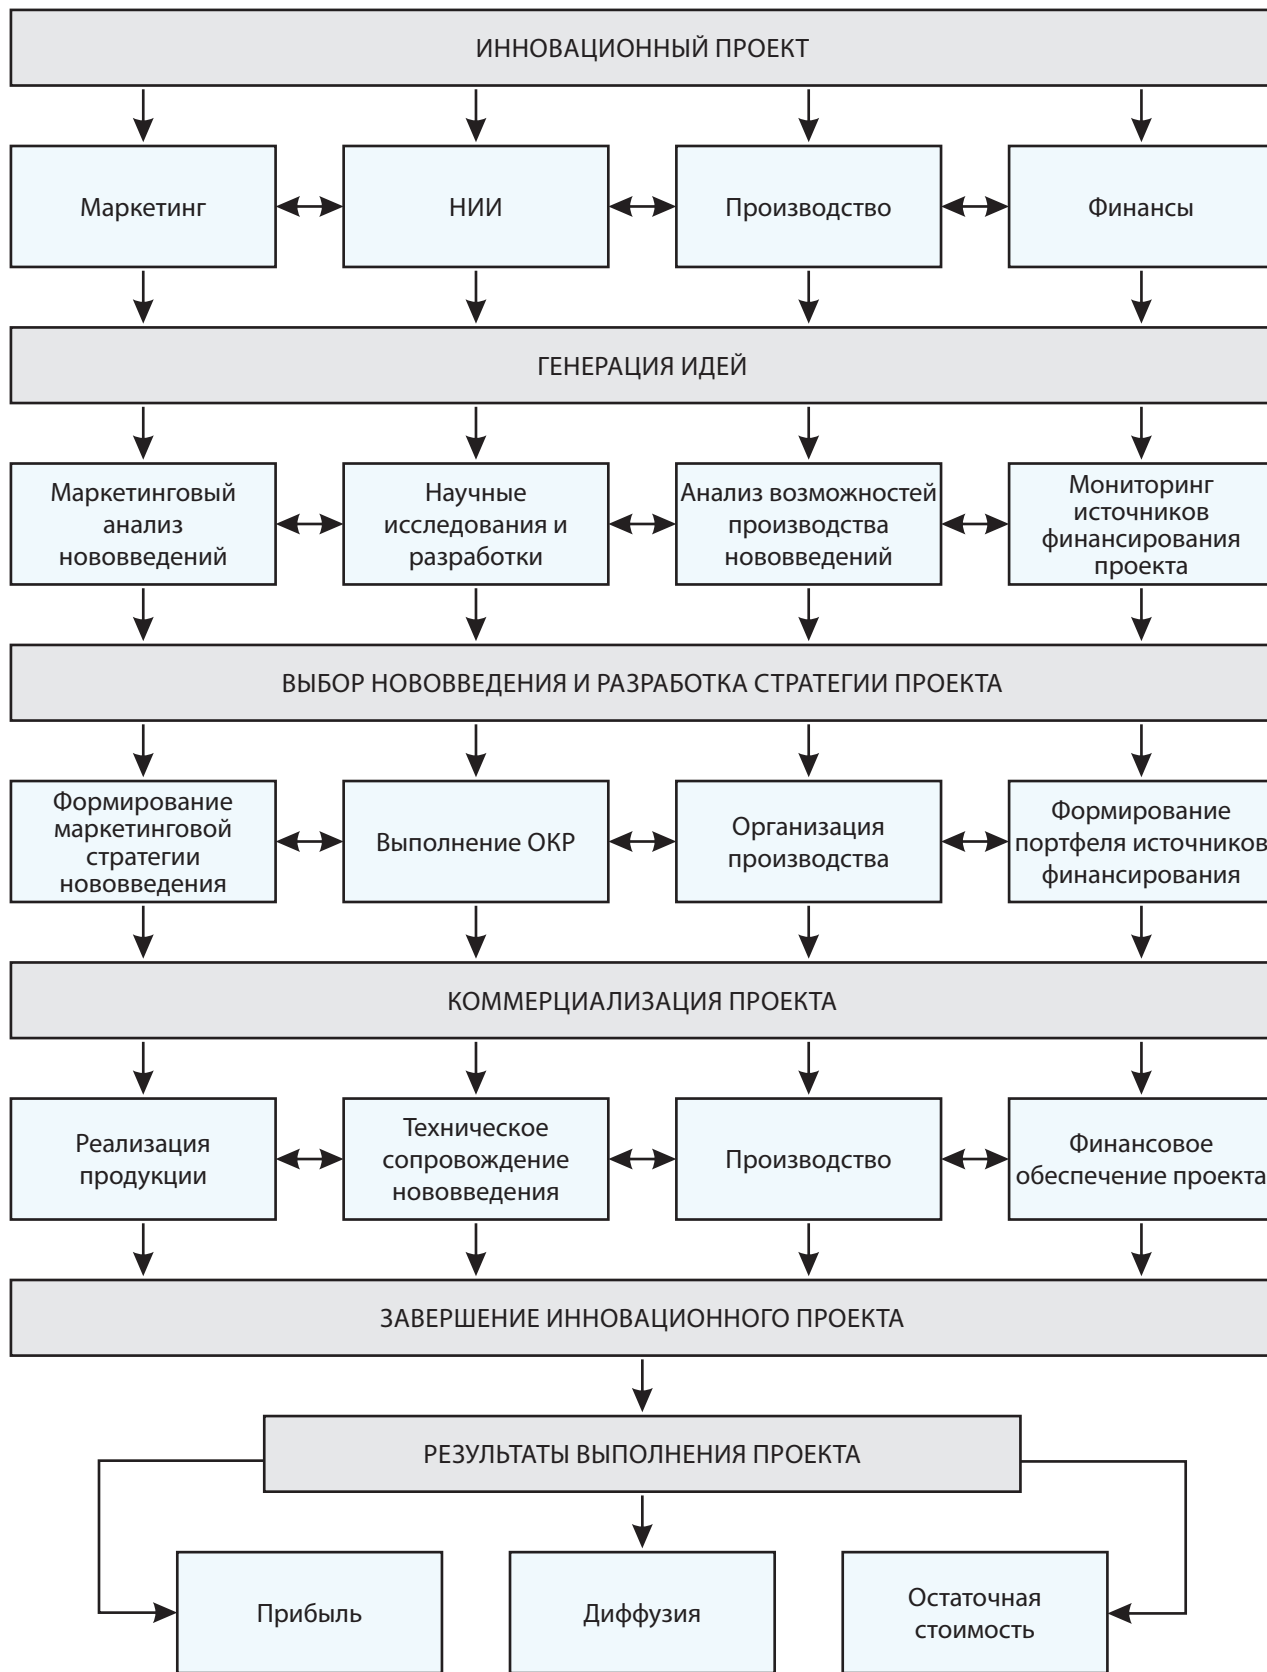 ИННОВАЦИОННЫЙ ПРОЕКТ
Маркетинг
НИИ
Производство
Финансы
ГЕНЕРАЦИЯ ИДЕЙ
Маркетинговый
анализ
нововведений
Научные
исследования и
разработки
Анализ возможностей
производства
нововведений
Мониторинг
источников
финансирования
проекта
ВЫБОР НОВОВВЕДЕНИЯ И РАЗРАБОТКА СТРАТЕГИИ ПРОЕКТА
Формирование
маркетинговой
стратегии
нововведения
Выполнение ОКР
Организация
производства
Формирование
портфеля источников
финансирования
КОММЕРЦИАЛИЗАЦИЯ ПРОЕКТА
Реализация
продукции
Техническое
сопровождение
нововведения
Производство
Финансовое
обеспечение проекта
ЗАВЕРШЕНИЕ ИННОВАЦИОННОГО ПРОЕКТА
РЕЗУЛЬТАТЫ ВЫПОЛНЕНИЯ ПРОЕКТА
Прибыль
Диффузия
Остаточная
стоимость